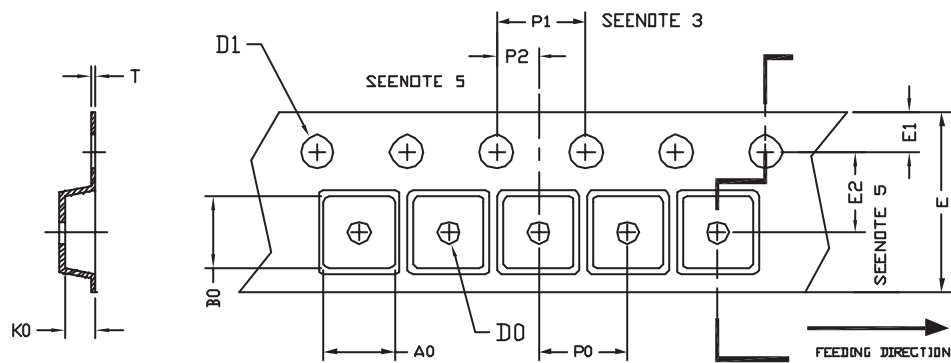 P1
SEENOTE 3
D1
P2
T
SEENOTE 5
E1
E2
E
SEENOTE 5
B0
K0
A0
D0
P0
FEEDING DIRECTION